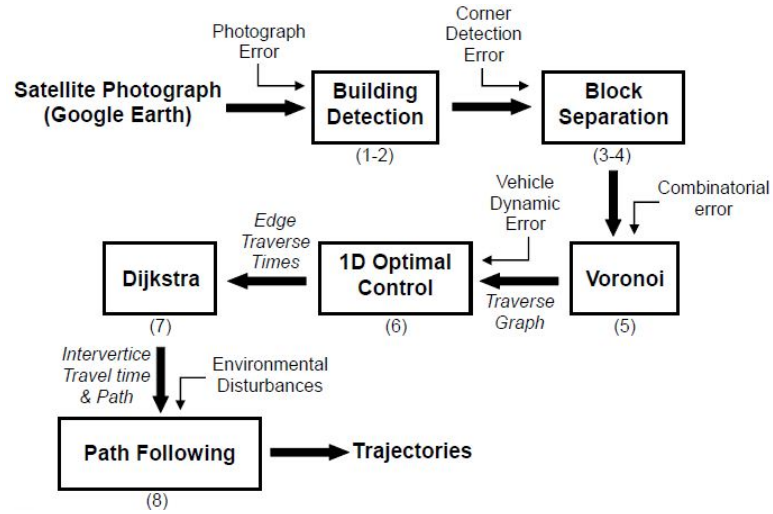 Photograph
Error
Corner
Detection
Error
Satellite Photograph
(Google Earth)
Building
Detection
(1-2)
Block
Separation
(3-4)
Vehicle
Dynamic
Error
Combinatorial
error
Edge
Traverse
Times
Dijkstra
(7)
1D Optimal
Control
(6)
Traverse
Graph
Voronoi
(5)
Intervertice
Travel time
& Path
Environmental
Disturbances
Path Following
(8)
Trajectories